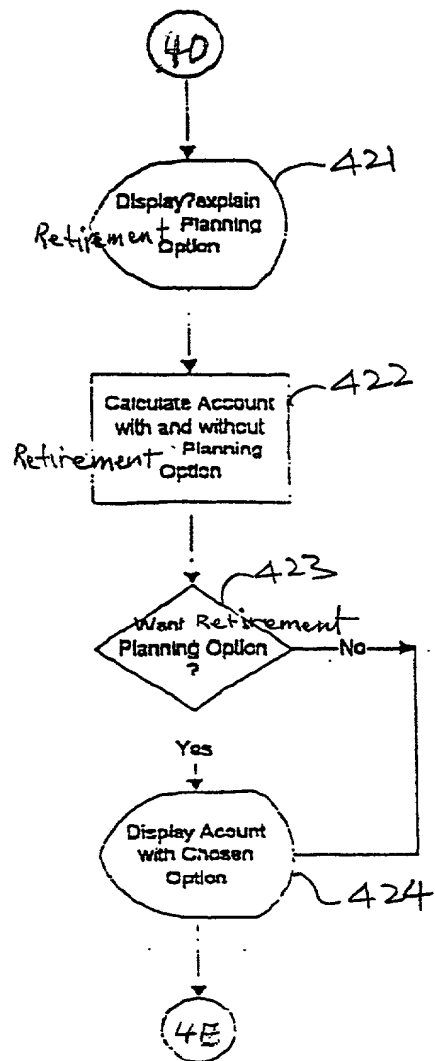 4D
421
Display?explain
Retirement Planning
Option
422
Calculate Account
with and without
Retirement Planning
Option
423
Want Retirement
Planning Option
?
No
Yes
Display Acount
with Chosen
Option
424
4E